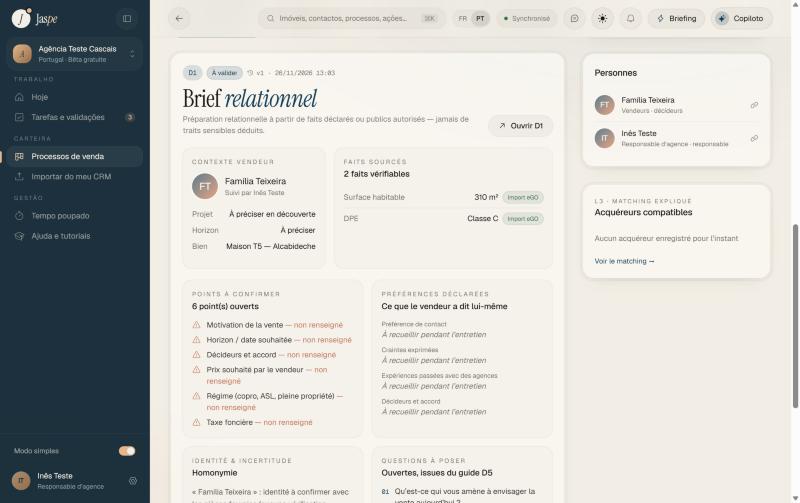 Jaspe
Agência Teste Cascais
Portugal · Bêta gratuite
TRABALHO
Hoje
Tarefas e validações
3
CARTEIRA
Processos de venda
Importar do meu CRM
GESTÃO
Tempo poupado
Ajuda e tutoriais
Modo simples
IT
Inês Teste
Responsable d'agence
Imóveis, contactos, processos, ações...
⌘K
FR PT
Synchronisé
Briefing
Copiloto
D1
À valider
v1 · 26/11/2026 13:03
Brief relationnel
Préparation relationnelle à partir de faits déclarés ou publics autorisés — jamais de
traits sensibles déduits.
Ouvrir D1
CONTEXTE VENDEUR
FT
Família Teixeira
Suivi par Inês Teste
Projet À préciser en découverte
Horizon À préciser
Bien Maison T5 — Alcabideche
FAITS SOURCÉS
2 faits vérifiables
Surface habitable 310 m² Import eGO
DPE Classe C Import eGO
POINTS À CONFIRMER
6 point(s) ouverts
Motivation de la vente — non renseigné
Horizon / date souhaitée — non renseigné
Décideurs et accord — non renseigné
Prix souhaité par le vendeur — non
renseigné
Régime (copro, ASL, pleine propriété) —
non renseigné
Taxe foncière — non renseigné
PRÉFÉRENCES DÉCLARÉES
Ce que le vendeur a dit lui-même
Préférence de contact
À recueillir pendant l'entretien
Craintes exprimées
À recueillir pendant l'entretien
Expériences passées avec des agences
À recueillir pendant l'entretien
Décideurs et accord
À recueillir pendant l'entretien
IDENTITÉ & INCERTITUDE
Homonymie
« Família Teixeira » : identité à confirmer avec
QUESTIONS À POSER
Ouvertes, issues du guide D5
01 Qu'est-ce qui vous amène à envisager la
vente aujourd'hui ?
Personnes
FT
Família Teixeira
Vendeurs · décideurs
IT
Inês Teste
Responsable d'agence · responsable
L3 · MATCHING EXPLIQUÉ
Acquéreurs compatibles
Aucun acquéreur enregistré pour l'instant
Voir le matching →